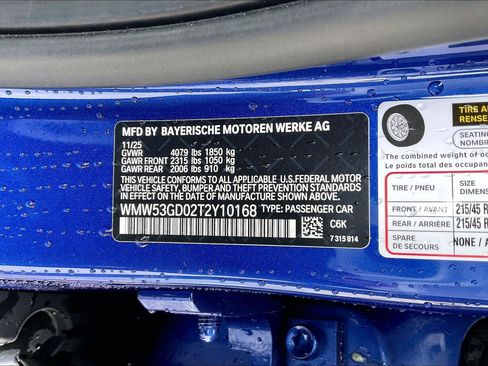 MFD BY BAYERISCHE MOTOREN WERKE AG
11/25
GVWR 4079 lbs 1850 kg
GAWR FRONT 2315 lbs 1050 kg
GAWR REAR 2006 lbs 910 kg
THIS VEHICLE CONFORMS TO ALL APPLICABLE U.S.FEDERAL MOTOR
VEHICLE SAFETY, BUMPER AND THEFT PREVENTION STANDARDS
IN EFFECT ON THE DATE OF MANUFACTURE SHOWN ABOVE.
WMW53GD02T2Y10168 TYPE: PASSENGER CAR
C6K
7 315 814
TIRE
RENSE
SEATING
NOMBRE
The combined weight of
Le poids total des occu
TIRE / PNEU
SIZE
DIMENS
FRONT / AVANT 215/45 R
REAR / ARRIÈRE 215/45 R
SPARE
DE SECOURS
NONE / A